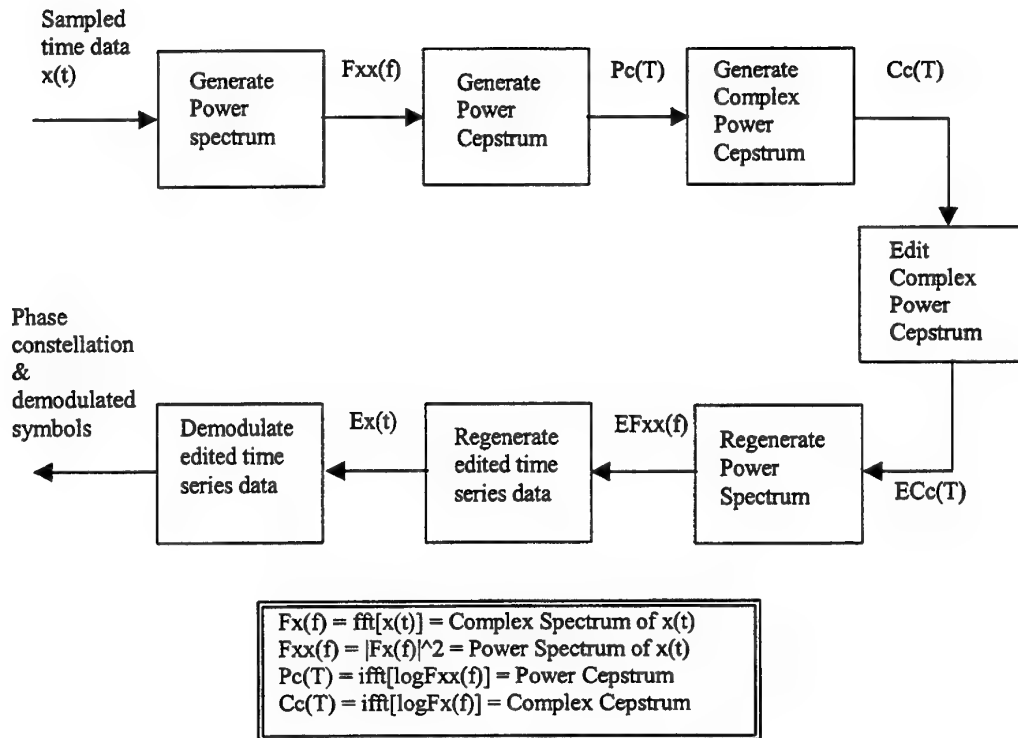 Sampled
time data
x(t)
Generate
Power
spectrum
Fxx(f)
Generate
Power
Cepstrum
Pc(T)
Generate
Complex
Power
Cepstrum
Cc(T)
Edit
Complex
Power
Cepstrum
ECc(T)
Regenerate
Power
Spectrum
EFxx(f)
Regenerate
edited time
series data
Ex(t)
Demodulate
edited time
series data
Phase
constellation
&
demodulated
symbols
Fx(f) = fft[x(t)] = Complex Spectrum of x(t)
Fxx(f) = |Fx(f)|^2 = Power Spectrum of x(t)
Pc(T) = ifft[logFxx(f)] = Power Cepstrum
Cc(T) = ifft[logFx(f)] = Complex Cepstrum